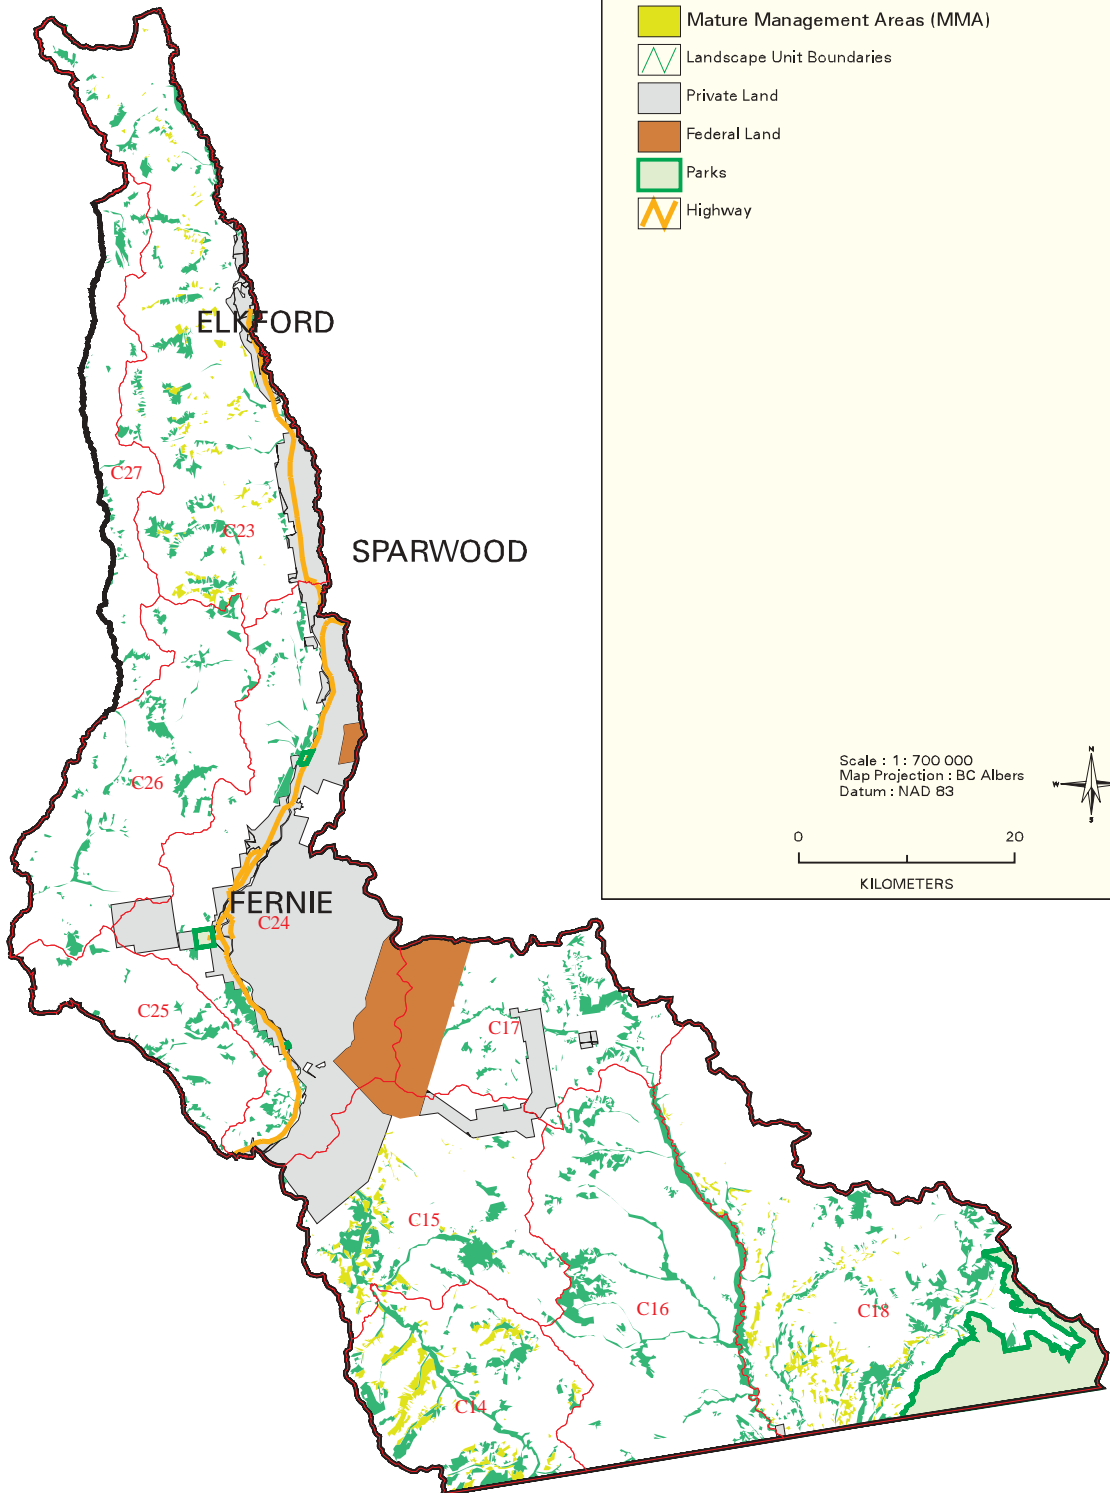 Mature Management Areas (MMA)
Landscape Unit Boundaries
Private Land
Federal Land
Parks
Highway
ELKFORD
C27
C23
SPARWOOD
N
Scale : 1 : 700 000
Map Projection : BC Albers
W
Datum : NAD 83
S
C26
0 20
KILOMETERS
FERNIE
C24
C25
C17
C15
C16
C18
C14